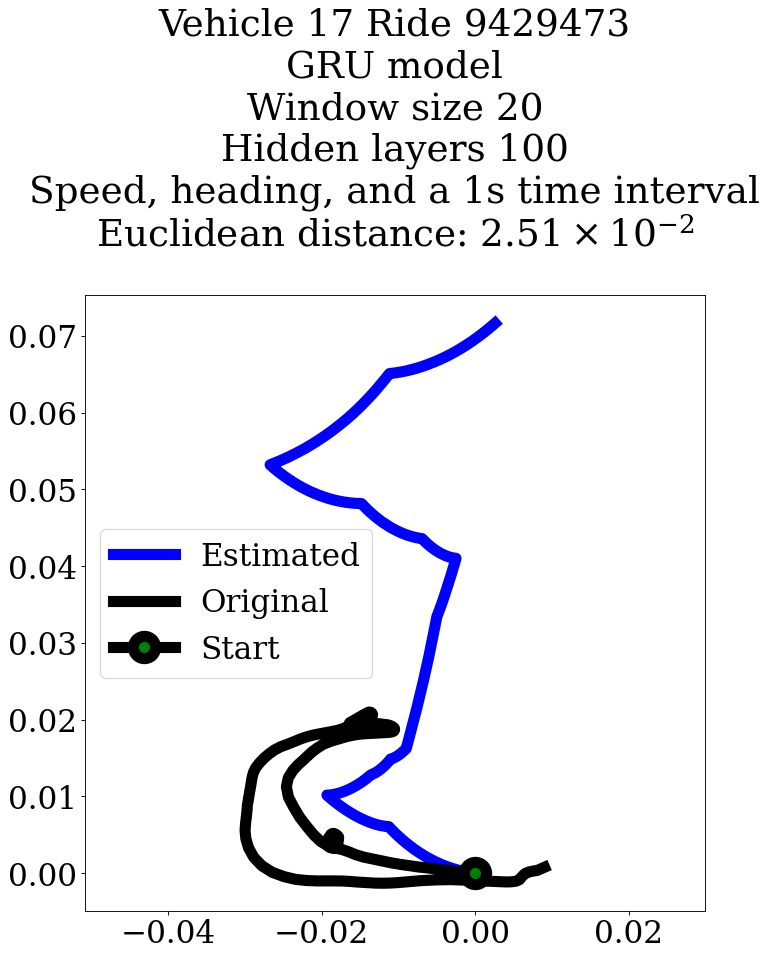 Vehicle 17 Ride 9429473
GRU model
Window size 20
Hidden layers 100
Speed, heading, and a 1s time interval
Euclidean distance: 2.51 × 10⁻²
0.07
0.06
0.05
0.04
0.03
0.02
0.01
0.00
Estimated
Original
Start
−0.04 −0.02 0.00 0.02